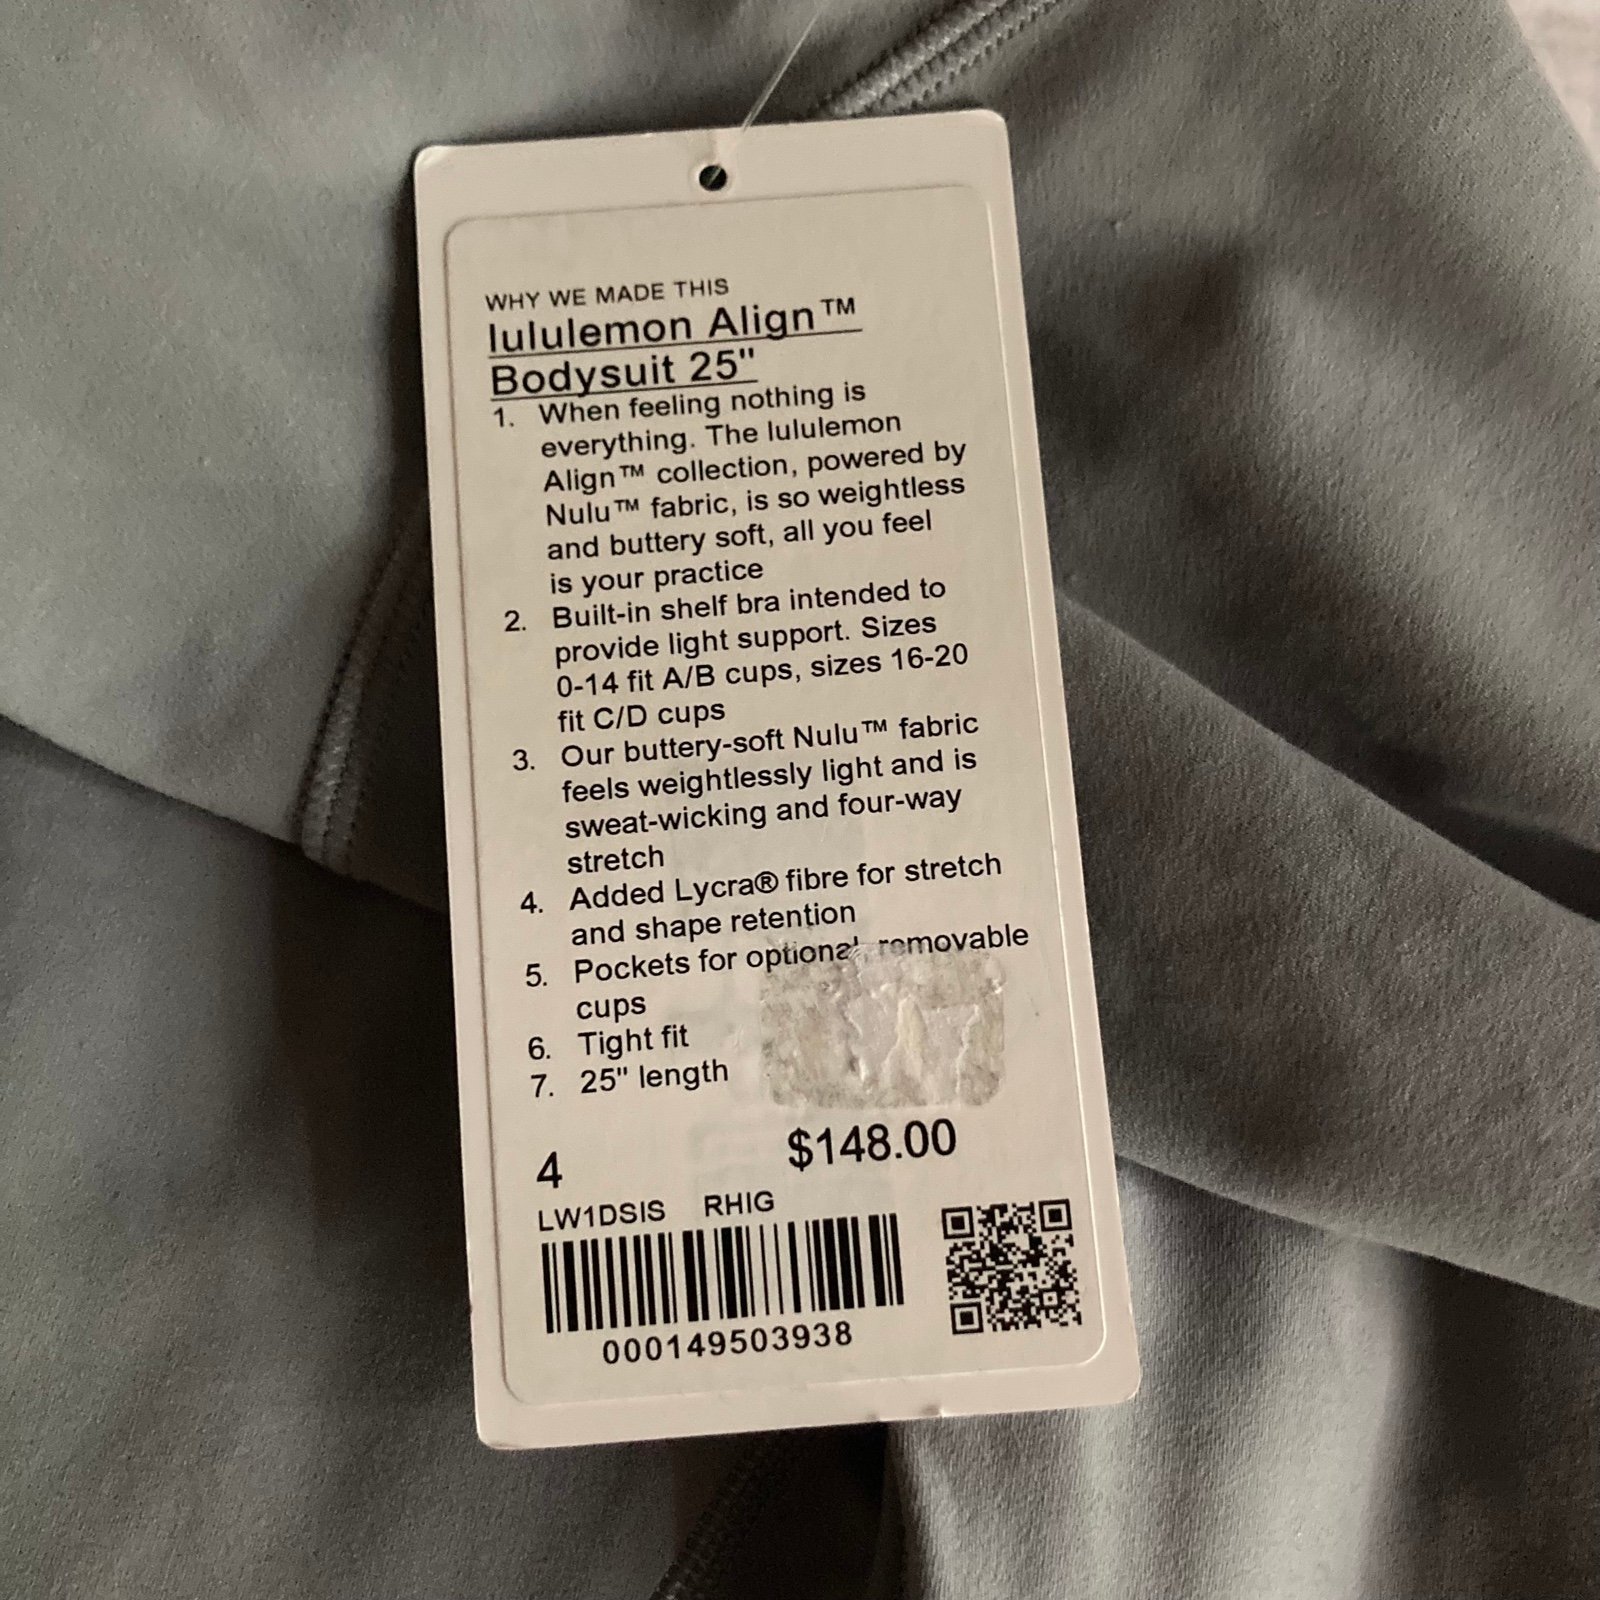 WHY WE MADE THIS
lululemon Align™
Bodysuit 25"
1. When feeling nothing is
everything. The lululemon
Align™ collection, powered by
Nulu™ fabric, is so weightless
and buttery soft, all you feel
is your practice
2. Built-in shelf bra intended to
provide light support. Sizes
0-14 fit A/B cups, sizes 16-20
fit C/D cups
3. Our buttery-soft Nulu™ fabric
feels weightlessly light and is
sweat-wicking and four-way
stretch
4. Added Lycra® fibre for stretch
and shape retention
5. Pockets for optional, removable
cups
6. Tight fit
7. 25" length
4 $148.00
LW1DSIS RHIG
000149503938